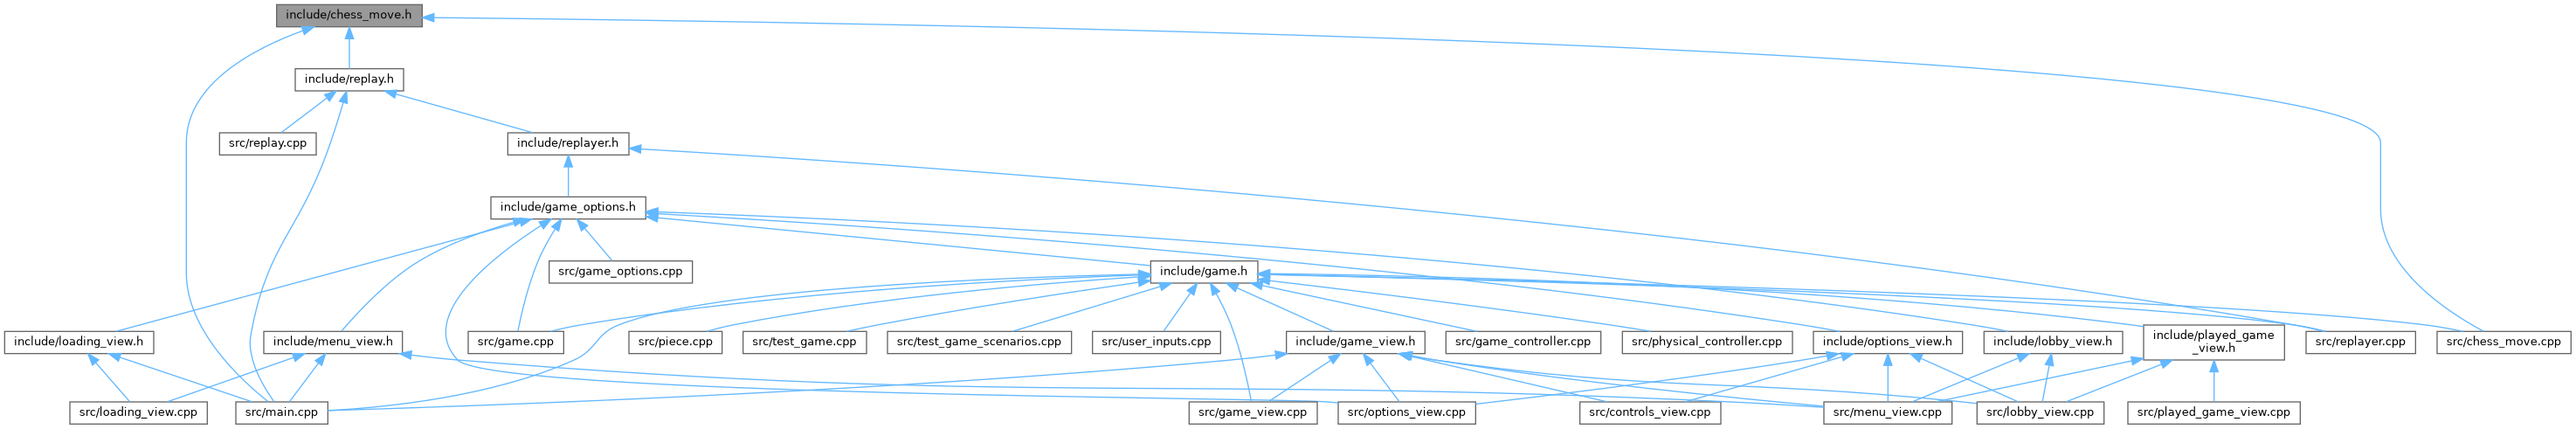 include/chess_move.h
include/replay.h
src/replay.cpp
include/replayer.h
include/game_options.h
src/game_options.cpp
include/game.h
include/loading_view.h
include/menu_view.h
src/game.cpp
src/piece.cpp
src/test_game.cpp
src/test_game_scenarios.cpp
src/user_inputs.cpp
include/game_view.h
src/game_controller.cpp
src/physical_controller.cpp
include/options_view.h
include/lobby_view.h
include/played_game
_view.h
src/replayer.cpp
src/chess_move.cpp
src/loading_view.cpp
src/main.cpp
src/game_view.cpp
src/options_view.cpp
src/controls_view.cpp
src/menu_view.cpp
src/lobby_view.cpp
src/played_game_view.cpp